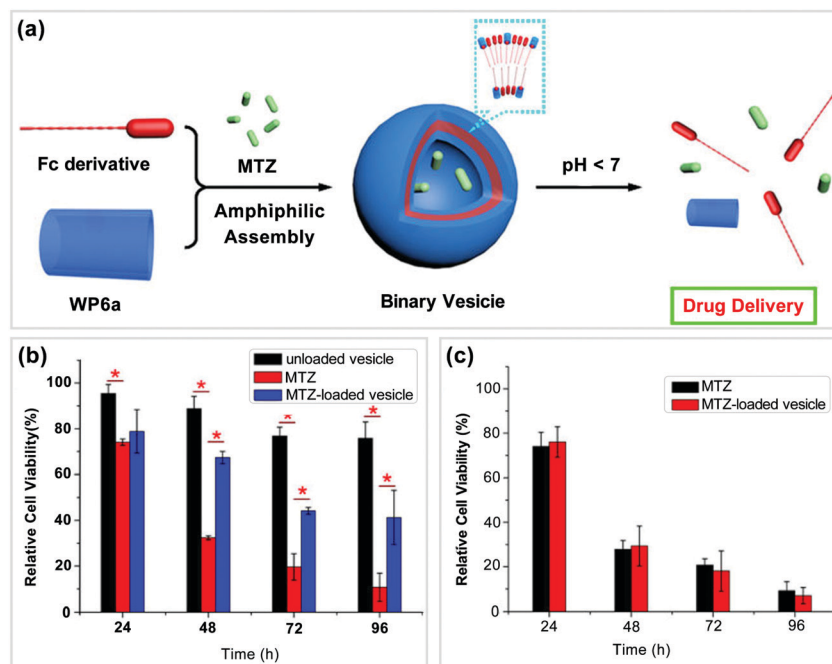 (a)
Fc derivative
MTZ
WP6a
Amphiphilic
Assembly
Binary Vesicie
pH < 7
Drug Delivery
(b)
Relative Cell Viability(%)
100
80
60
40
20
0
unloaded vesicle
MTZ
MTZ-loaded vesicle
*
*
*
*
*
*
*
24
48
72
96
Time (h)
(c)
Relative Cell Viability (%)
100
80
60
40
20
0
MTZ
MTZ-loaded vesicle
24
48
72
96
Time (h)